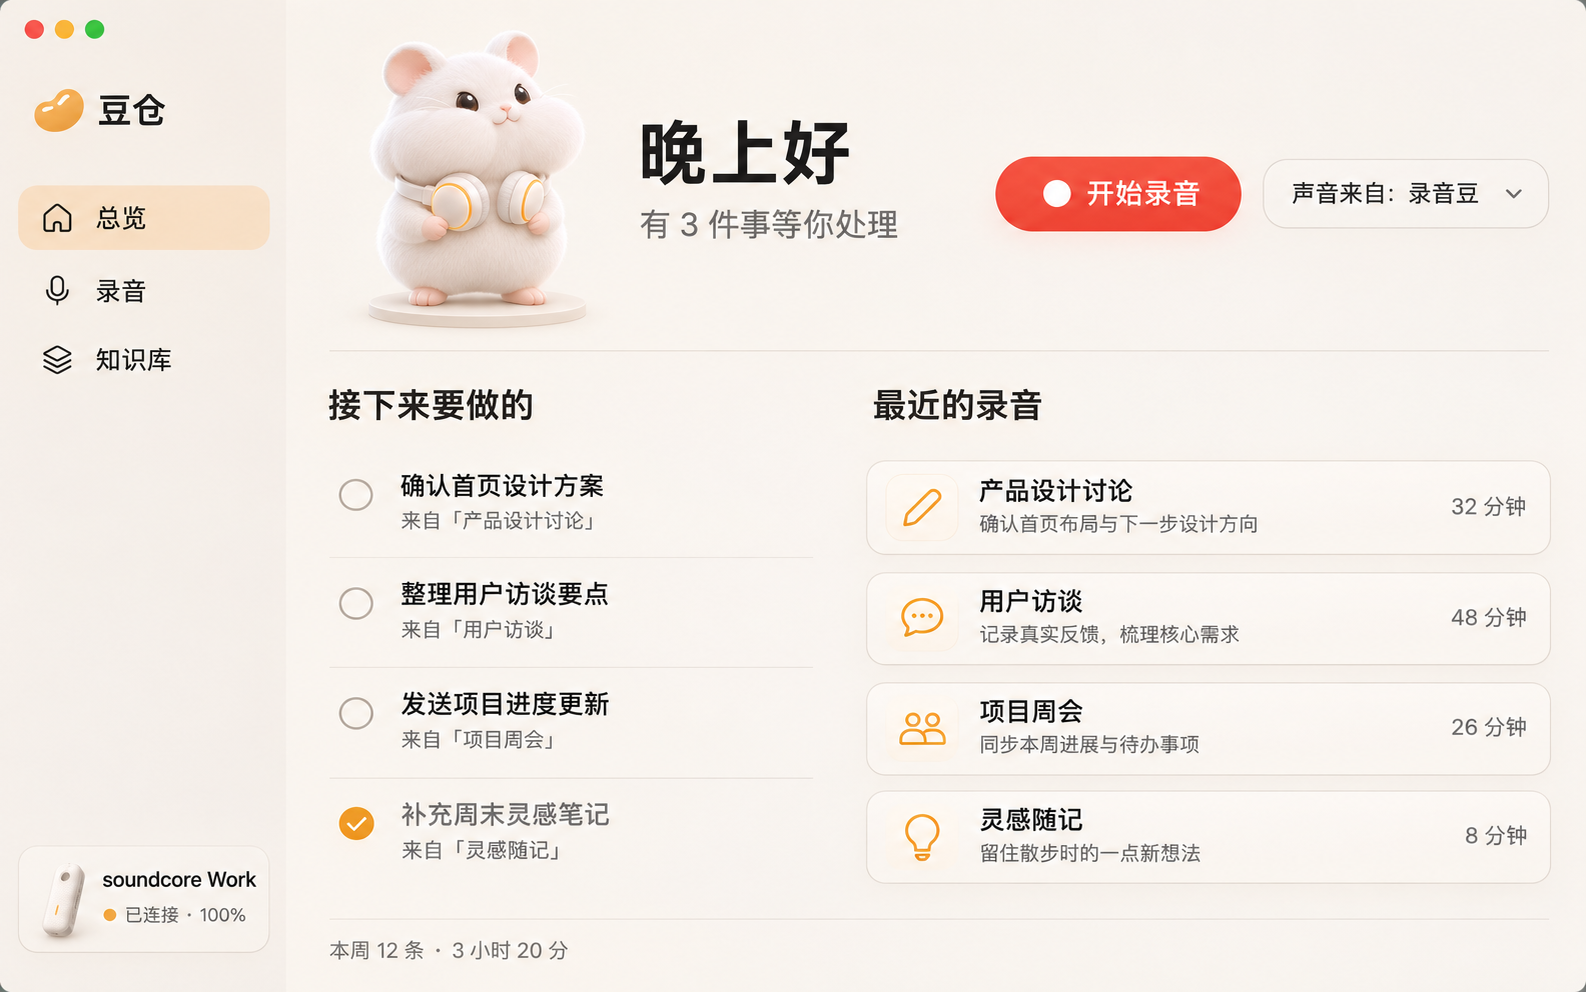 豆仓
总览
录音
知识库
soundcore Work
已连接 · 100%
晚上好
有 3 件事等你处理
开始录音
声音来自：录音豆
接下来要做的
确认首页设计方案
来自「产品设计讨论」
整理用户访谈要点
来自「用户访谈」
发送项目进度更新
来自「项目周会」
补充周末灵感笔记
来自「灵感随记」
最近的录音
产品设计讨论
确认首页布局与下一步设计方向
32 分钟
用户访谈
记录真实反馈，梳理核心需求
48 分钟
项目周会
同步本周进展与待办事项
26 分钟
灵感随记
留住散步时的一点新想法
8 分钟
本周 12 条 · 3 小时 20 分